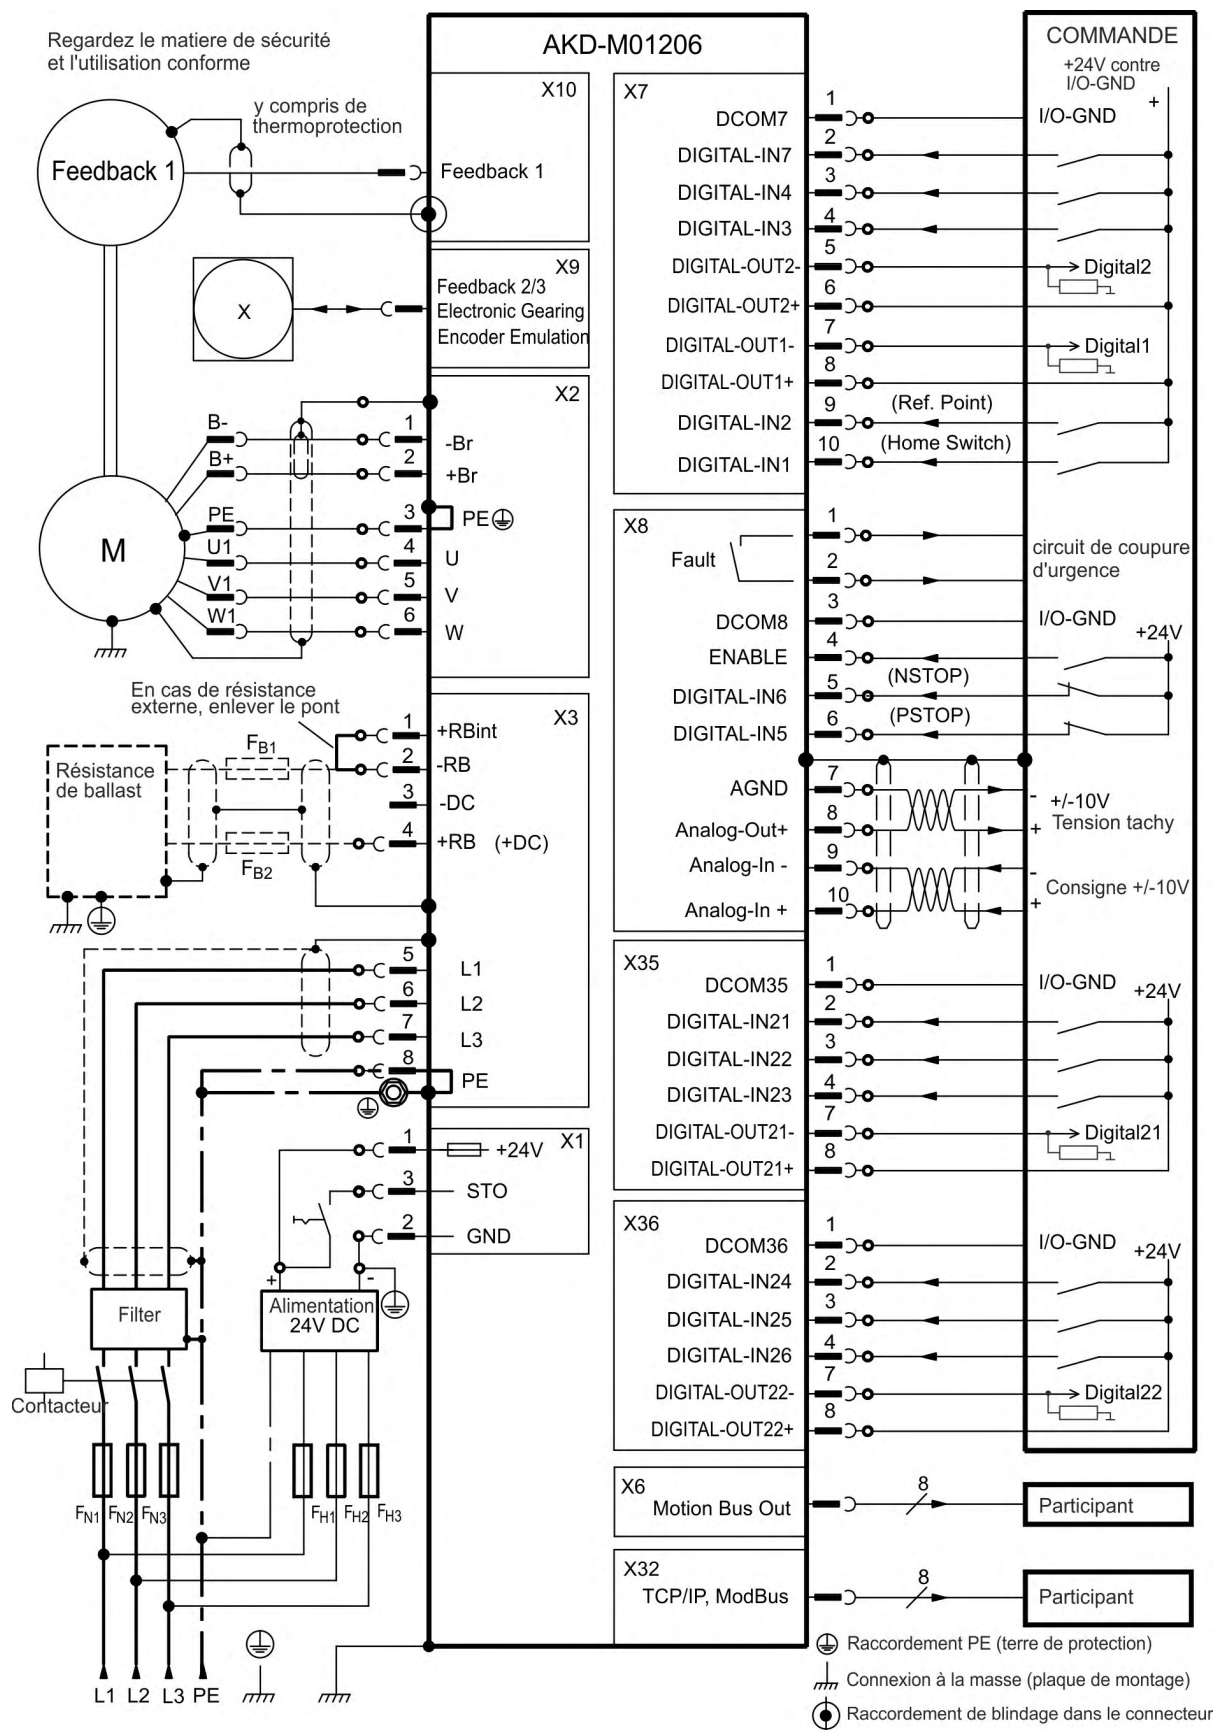 Regardez le matiere de sécurité
et l'utilisation conforme
AKD-M01206
COMMANDE
+24V contre
I/O-GND
+
y compris de
thermoprotection
Feedback 1
X10
Feedback 1
X
X9
Feedback 2/3
Electronic Gearing
Encoder Emulation
X2
B-
1
-Br
B+
2
+Br
PE
3
PE
U1
4
U
V1
5
V
W1
6
W
M
En cas de résistance
externe, enlever le pont
X3
Résistance
de ballast
FB1
FB2
1
+RBint
2
-RB
3
-DC
4
+RB (+DC)
5
L1
6
L2
7
L3
8
PE
X1
1
+24V
3
STO
2
GND
+
-
Alimentation
24V DC
Filter
Contacteur
FN1
FN2
FN3
FH1
FH2
FH3
L1
L2
L3
PE
X7
DCOM7
1
I/O-GND
DIGITAL-IN7
2
DIGITAL-IN4
3
DIGITAL-IN3
4
DIGITAL-OUT2-
5
Digital2
DIGITAL-OUT2+
6
DIGITAL-OUT1-
7
Digital1
DIGITAL-OUT1+
8
DIGITAL-IN2
9
(Ref. Point)
DIGITAL-IN1
10
(Home Switch)
X8
Fault
1
2
circuit de coupure
d'urgence
DCOM8
3
I/O-GND
+24V
ENABLE
4
DIGITAL-IN6
5
(NSTOP)
DIGITAL-IN5
6
(PSTOP)
AGND
7
-
+/-10V
Tension tachy
Analog-Out+
8
+
Analog-In -
9
-
Consigne +/-10V
Analog-In +
10
+
X35
DCOM35
1
I/O-GND
+24V
DIGITAL-IN21
2
DIGITAL-IN22
3
DIGITAL-IN23
4
DIGITAL-OUT21-
7
Digital21
DIGITAL-OUT21+
8
X36
DCOM36
1
I/O-GND
+24V
DIGITAL-IN24
2
DIGITAL-IN25
3
DIGITAL-IN26
4
DIGITAL-OUT22-
7
Digital22
DIGITAL-OUT22+
8
X6
Motion Bus Out
8
Participant
X32
TCP/IP, ModBus
8
Participant
Raccordement PE (terre de protection)
Connexion à la masse (plaque de montage)
Raccordement de blindage dans le connecteur